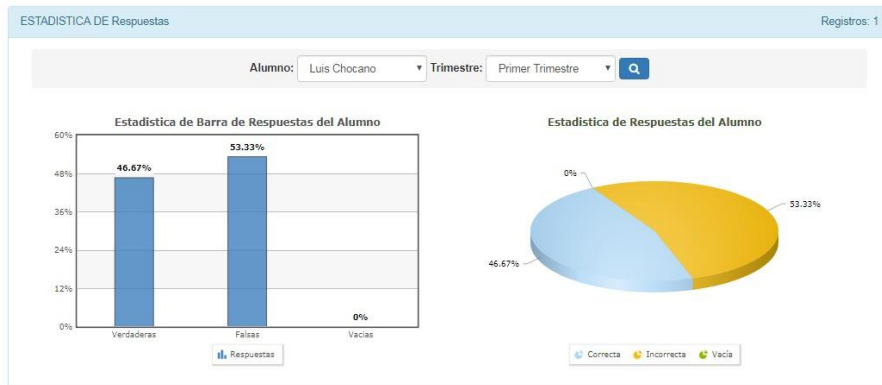 ESTADISTICA DE Respuestas
Registros: 1
Alumno: Luis Chocano Trimestre: Primer Trimestre
Estadistica de Barra de Respuestas del Alumno
60%
48%
36%
24%
12%
0%
46.67%
53.33%
0%
Verdaderas Falsas Vacias
Respuestas
Estadistica de Respuestas del Alumno
0%
53.33%
46.67%
Correcta Incorrecta Vacía